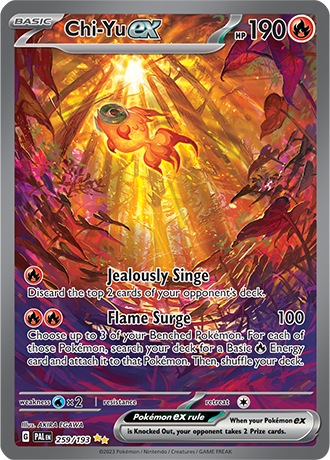 BASIC
Chi-Yu ex HP 190
Jealously Singe
Discard the top 2 cards of your opponent's deck.
Flame Surge 100
Choose up to 3 of your Benched Pokémon. For each of
those Pokémon, search your deck for a Basic Energy
card and attach it to that Pokémon. Then, shuffle your deck.
weakness ×2 resistance retreat
Illus. AKIRA EGAWA
Pokémon ex rule
When your Pokémon ex
is Knocked Out, your opponent takes 2 Prize cards.
G PAL EN 259/193
©2023 Pokémon / Nintendo / Creatures / GAME FREAK